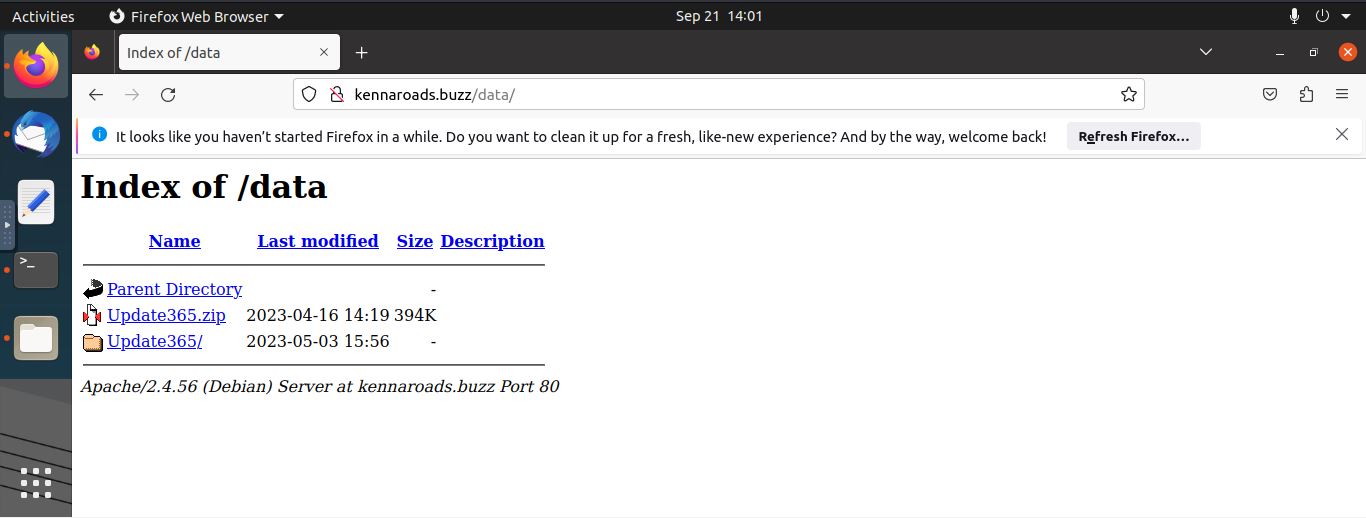 Activities Firefox Web Browser Sep 21 14:01
Index of /data
kennaroads.buzz/data/
It looks like you haven't started Firefox in a while. Do you want to clean it up for a fresh, like-new experience? And by the way, welcome back! Refresh Firefox...
Index of /data
Name Last modified Size Description
Parent Directory -
Update365.zip 2023-04-16 14:19 394K
Update365/ 2023-05-03 15:56 -
Apache/2.4.56 (Debian) Server at kennaroads.buzz Port 80